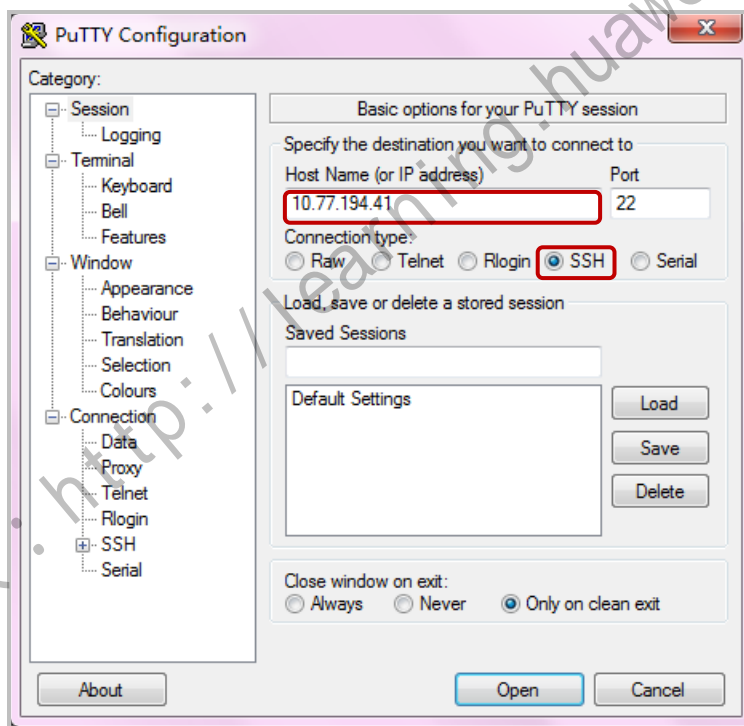 PuTTY Configuration
x
Category:
Session
Logging
Terminal
Keyboard
Bell
Features
Window
Appearance
Behaviour
Translation
Selection
Colours
Connection
Data
Proxy
Telnet
Rlogin
SSH
Serial
Basic options for your PuTTY session
Specify the destination you want to connect to
Host Name (or IP address) Port
10.77.194.41 22
Connection type:
Raw Telnet Rlogin SSH Serial
Load, save or delete a stored session
Saved Sessions
Default Settings
Load
Save
Delete
Close window on exit:
Always Never Only on clean exit
About Open Cancel
: http://learning.huawe